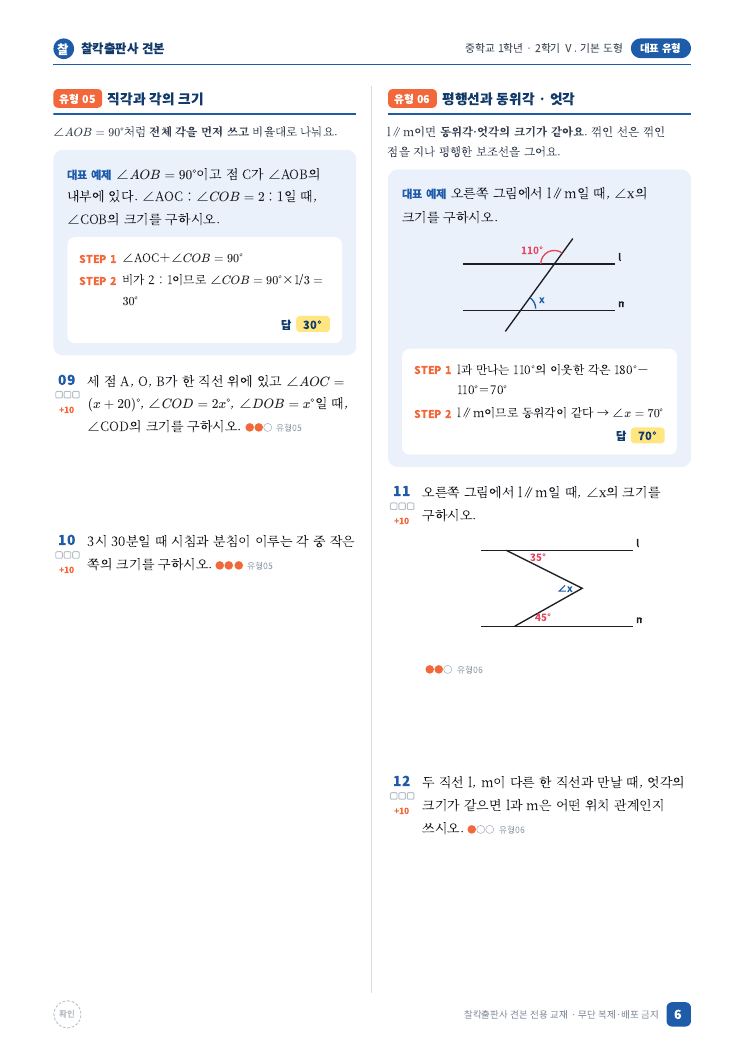 찰 찰칵출판사 견본
중학교 1학년 · 2학기 Ⅴ. 기본 도형 대표 유형
유형 05 직각과 각의 크기
∠AOB = 90°처럼 전체 각을 먼저 쓰고 비율대로 나눠요.
대표 예제 ∠AOB = 90°이고 점 C가 ∠AOB의
내부에 있다. ∠AOC : ∠COB = 2 : 1일 때,
∠COB의 크기를 구하시오.
STEP 1 ∠AOC+∠COB = 90°
STEP 2 비가 2 : 1이므로 ∠COB = 90°×1/3 =
30°
답 30°
09 세 점 A, O, B가 한 직선 위에 있고 ∠AOC =
(x + 20)°, ∠COD = 2x°, ∠DOB = x°일 때,
+10
∠COD의 크기를 구하시오. ●●○ 유형05
10 3시 30분일 때 시침과 분침이 이루는 각 중 작은
쪽의 크기를 구하시오. ●●● 유형05
+10
유형 06 평행선과 동위각 · 엇각
l∥m이면 동위각·엇각의 크기가 같아요. 꺾인 선은 꺾인
점을 지나 평행한 보조선을 그어요.
대표 예제 오른쪽 그림에서 l∥m일 때, ∠x의
크기를 구하시오.
110°
l
x
n
STEP 1 l과 만나는 110°의 이웃한 각은 180°−
110°=70°
STEP 2 l∥m이므로 동위각이 같다 → ∠x = 70°
답 70°
11 오른쪽 그림에서 l∥m일 때, ∠x의 크기를
구하시오.
+10
l
35°
∠x
45°
n
●●○ 유형06
12 두 직선 l, m이 다른 한 직선과 만날 때, 엇각의
크기가 같으면 l과 m은 어떤 위치 관계인지
+10
쓰시오. ●○○ 유형06
확인
찰칵출판사 견본 전용 교재 · 무단 복제·배포 금지 6